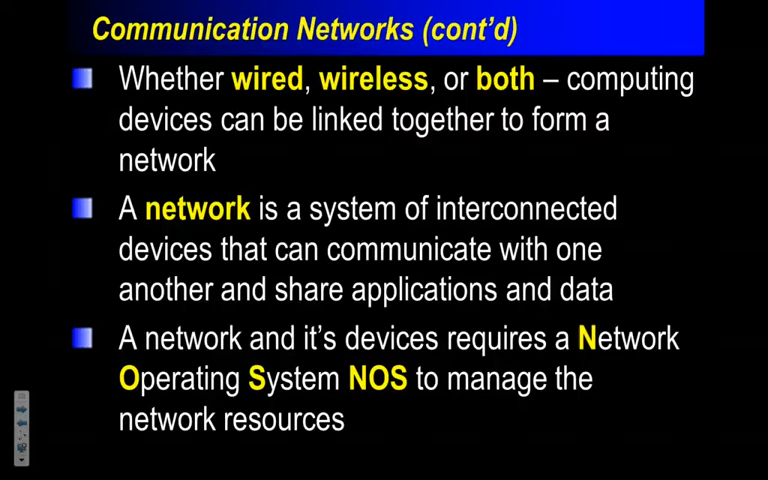 Communication Networks (cont'd)
Whether wired, wireless, or both – computing
devices can be linked together to form a
network
A network is a system of interconnected
devices that can communicate with one
another and share applications and data
A network and it's devices requires a Network
Operating System NOS to manage the
network resources